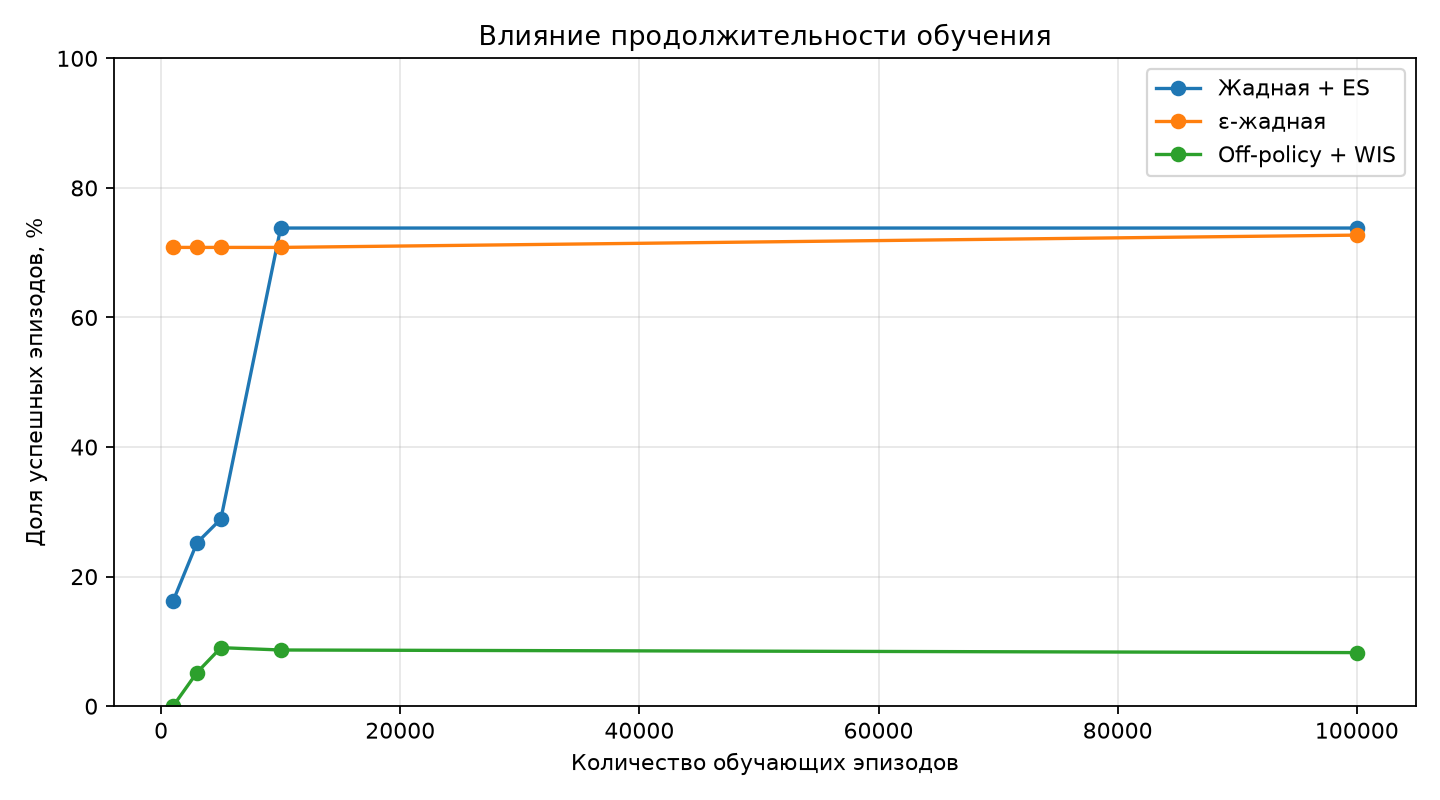 Влияние продолжительности обучения
Жадная + ES
ε-жадная
Off-policy + WIS
Доля успешных эпизодов, %
100
80
60
40
20
0
0 20000 40000 60000 80000 100000
Количество обучающих эпизодов